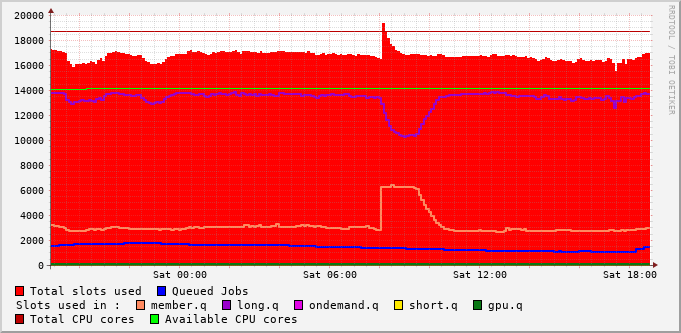 20000
18000
16000
14000
12000
10000
8000
6000
4000
2000
0
Sat 00:00 Sat 06:00 Sat 12:00 Sat 18:00
Total slots used Queued Jobs
Slots used in : member.q long.q ondemand.q short.q gpu.q
Total CPU cores Available CPU cores
RRDTOOL / TOBI OETIKER